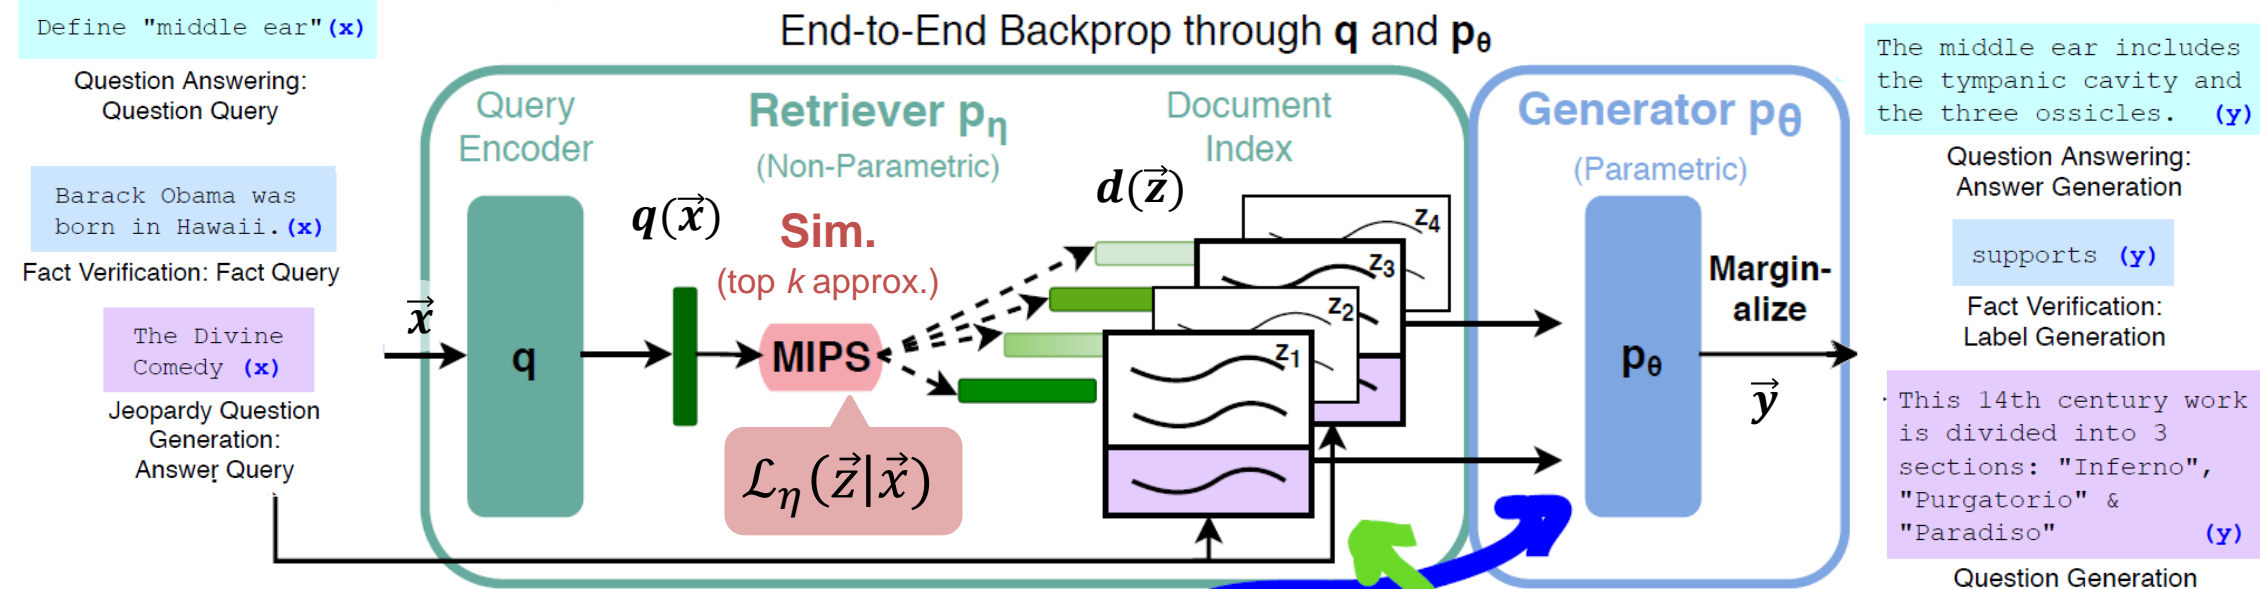 End-to-End Backprop through q and pθ
Define "middle ear"(x)
Question Answering:
Question Query
Barack Obama was
born in Hawaii.(x)
Fact Verification: Fact Query
The Divine
Comedy (x)
Jeopardy Question
Generation:
Answer Query
x⃗
Query
Encoder
q
Retriever pη
(Non-Parametric)
q(x⃗)
Sim.
(top k approx.)
MIPS
ℒη(z⃗|x⃗)
Document
Index
d(z⃗)
z4
z3
z2
z1
Generator pθ
(Parametric)
pθ
Margin-
alize
y⃗
The middle ear includes
the tympanic cavity and
the three ossicles. (y)
Question Answering:
Answer Generation
supports (y)
Fact Verification:
Label Generation
This 14th century work
is divided into 3
sections: "Inferno",
"Purgatorio" &
"Paradiso" (y)
Question Generation